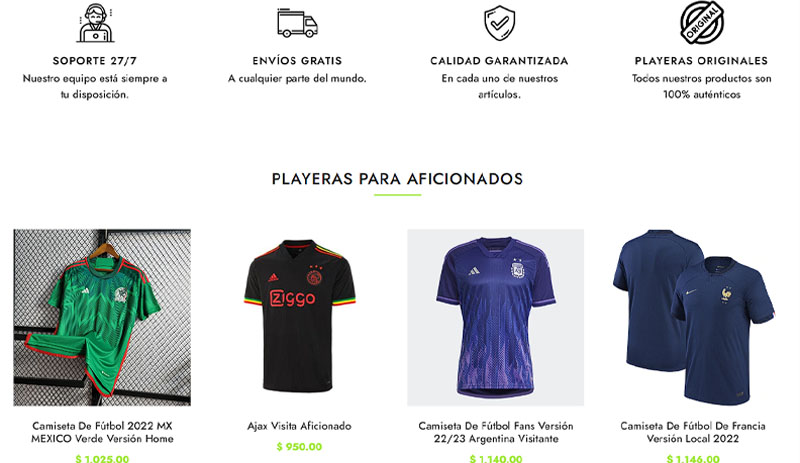 ORIGINAL
SOPORTE 27/7
Nuestro equipo está siempre a
tu disposición.
ENVÍOS GRATIS
A cualquier parte del mundo.
CALIDAD GARANTIZADA
En cada uno de nuestros
artículos.
PLAYERAS ORIGINALES
Todos nuestros productos son
100% auténticos
PLAYERAS PARA AFICIONADOS
ZIGGO
Camiseta De Fútbol 2022 MX
MEXICO Verde Versión Home
$ 1,025.00
Ajax Visita Aficionado
$ 950.00
Camiseta De Fútbol Fans Versión
22/23 Argentina Visitante
$ 1,140.00
Camiseta De Fútbol De Francia
Versión Local 2022
$ 1,146.00